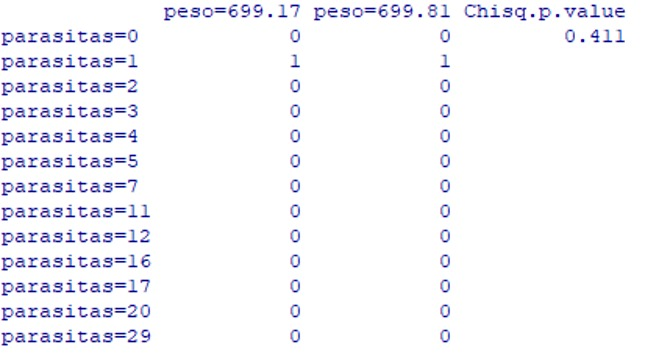 peso=699.17 peso=699.81 Chisq.p.value
parasitas=0 0 0 0.411
parasitas=1 1 1
parasitas=2 0 0
parasitas=3 0 0
parasitas=4 0 0
parasitas=5 0 0
parasitas=7 0 0
parasitas=11 0 0
parasitas=12 0 0
parasitas=16 0 0
parasitas=17 0 0
parasitas=20 0 0
parasitas=29 0 0